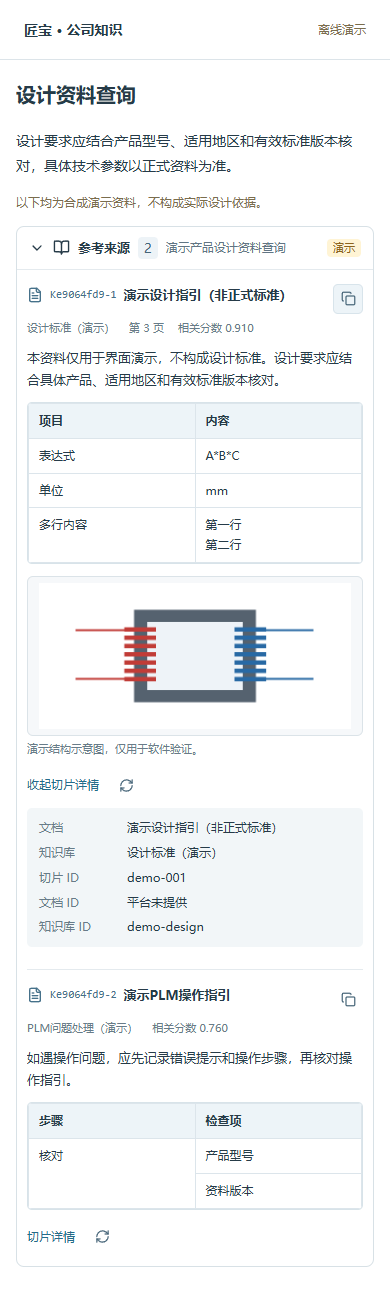 匠宝 • 公司知识
离线演示
设计资料查询
设计要求应结合产品型号、适用地区和有效标准版本核
对，具体技术参数以正式资料为准。
以下均为合成演示资料，不构成实际设计依据。
参考来源 2 演示产品设计资料查询 演示
Ke9064fd9-1 演示设计指引（非正式标准）
设计标准（演示） 第 3 页 相关分数 0.910
本资料仅用于界面演示，不构成设计标准。设计要求应结
合具体产品、适用地区和有效标准版本核对。
项目 内容
表达式 A*B*C
单位 mm
多行内容 第一行
第二行
演示结构示意图，仅用于软件验证。
收起切片详情
文档 演示设计指引（非正式标准）
知识库 设计标准（演示）
切片 ID demo-001
文档 ID 平台未提供
知识库 ID demo-design
Ke9064fd9-2 演示PLM操作指引
PLM问题处理（演示） 相关分数 0.760
如遇操作问题，应先记录错误提示和操作步骤，再核对操
作指引。
步骤 检查项
核对 产品型号
资料版本
切片详情